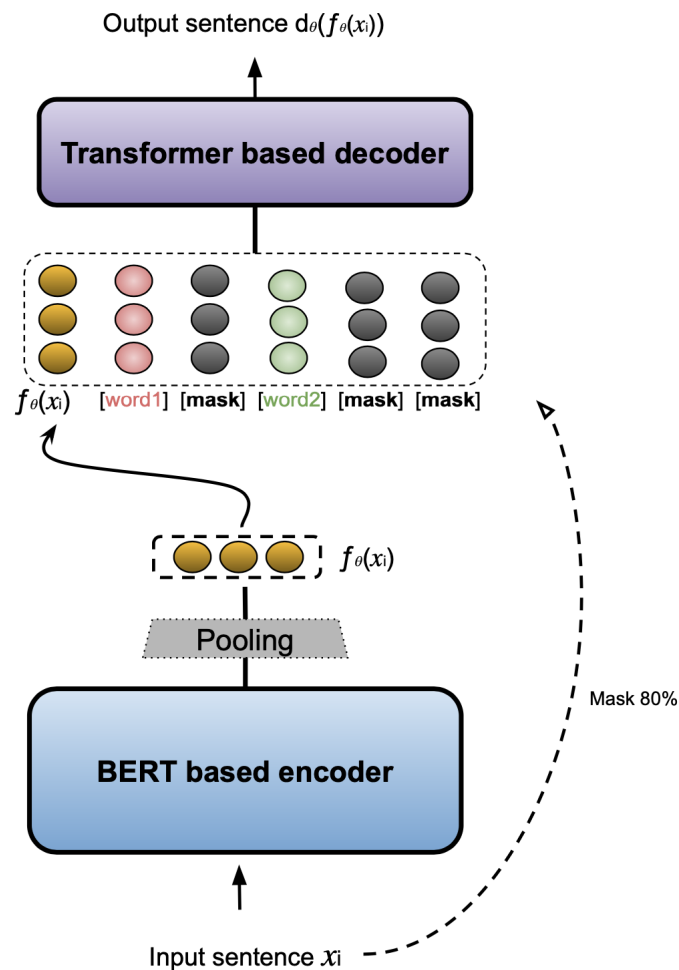 Output sentence dθ(fθ(xi))
Transformer based decoder
fθ(xi) [word1] [mask] [word2] [mask] [mask]
fθ(xi)
Pooling
Mask 80%
BERT based encoder
Input sentence xi